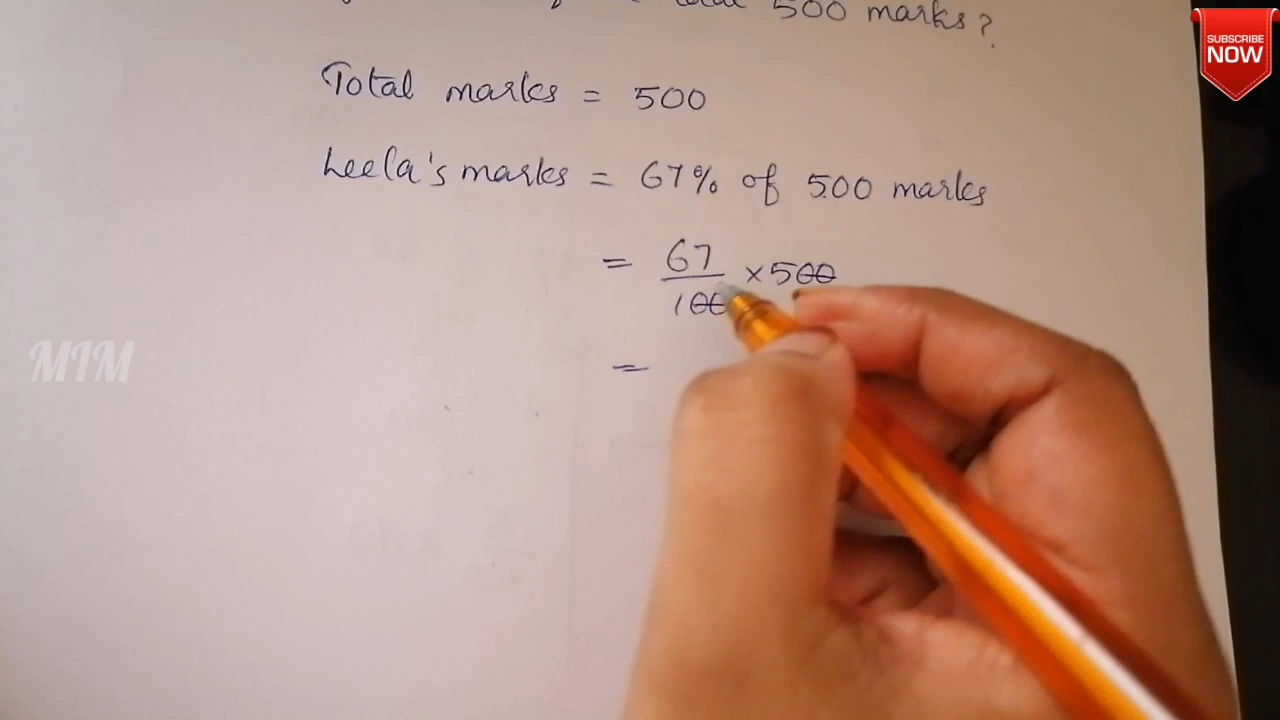 500 marks?
SUBSCRIBE
NOW
Total marks = 500
Leela's marks = 67% of 500 marks
= 67/100 × 500
MIM
=